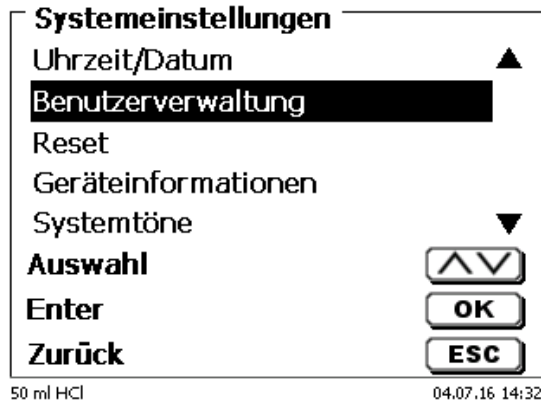 Systemeinstellungen
Uhrzeit/Datum
Benutzerverwaltung
Reset
Geräteinformationen
Systemtöne
Auswahl
Enter OK
Zurück ESC
50 ml HCl 04.07.16 14:32